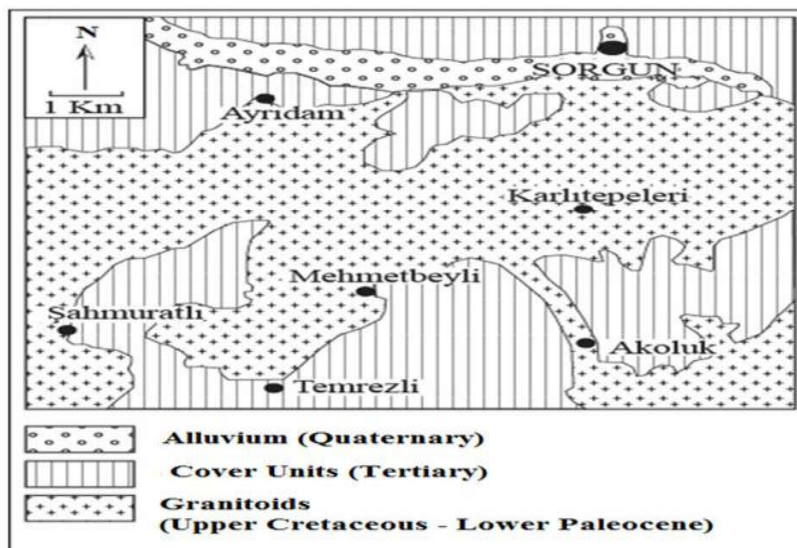 N
1 Km
SORGUN
Ayrıdam
Karlıtepeleri
Mehmetbeyli
Şahmuratlı
Akoluk
Temrezli
Alluvium (Quaternary)
Cover Units (Tertiary)
Granitoids
(Upper Cretaceous - Lower Paleocene)